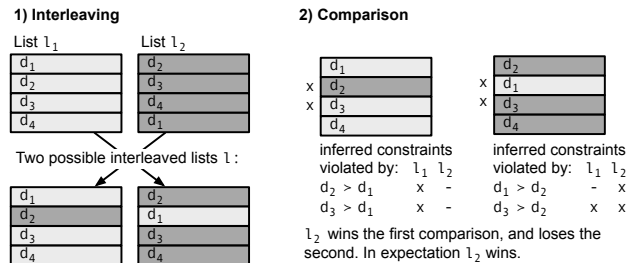 1) Interleaving
List l1
List l2
d1
d2
d3
d4
d2
d3
d4
d1
Two possible interleaved lists l :
d1
d2
d3
d4
d2
d1
d3
d4
2) Comparison
d1
x d2
x d3
d4
inferred constraints
violated by: l1 l2
d2 > d1 x -
d3 > d1 x -
d2
x d1
x d3
d4
inferred constraints
violated by: l1 l2
d1 > d2 - x
d3 > d2 x x
l2 wins the first comparison, and loses the
second. In expectation l2 wins.